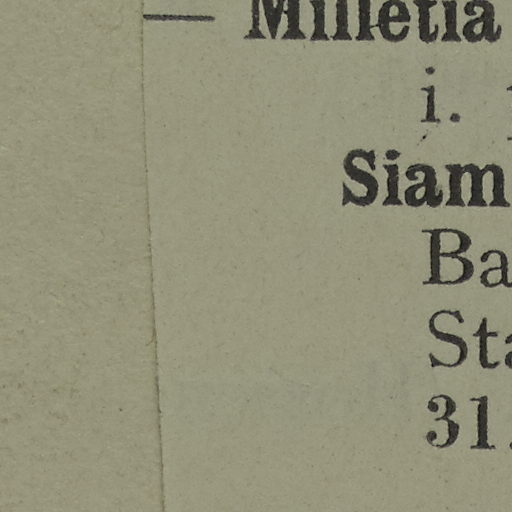 — Milletia
i.
Siam
Ba
Sta
31.